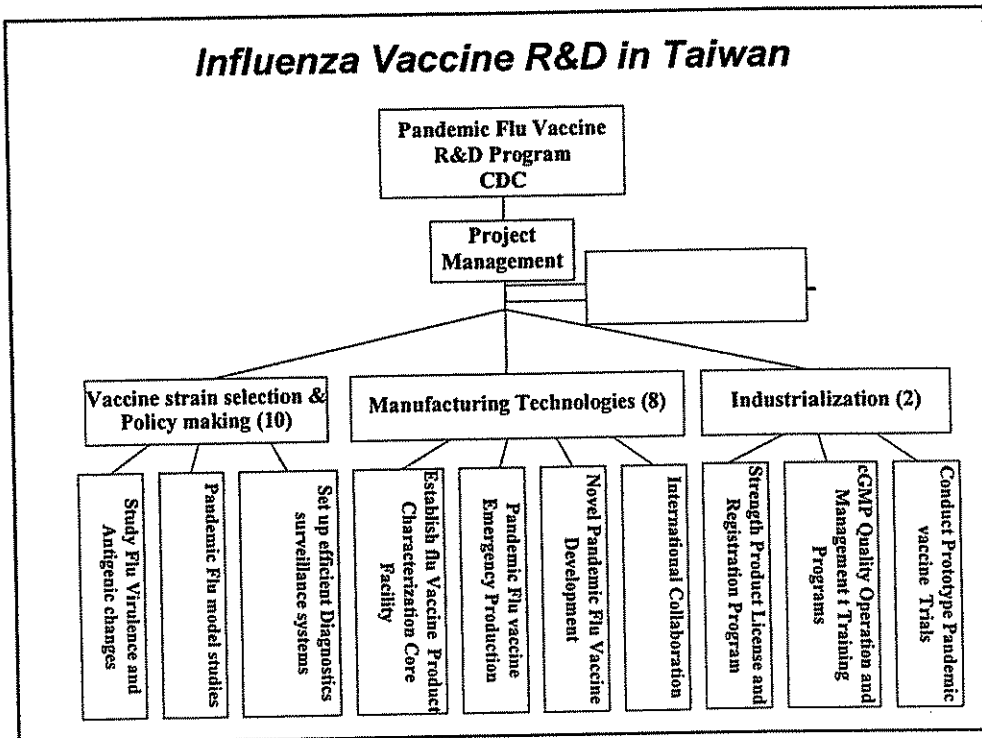 Influenza Vaccine R&D in Taiwan
Pandemic Flu Vaccine
R&D Program
CDC
Project
Management
Vaccine strain selection &
Policy making (10)
Manufacturing Technologies (8)
Industrialization (2)
Study Flu Virulence and
Antigenic changes
Pandemic Flu model studies
Set up efficient Diagnostics
surveillance systems
Establish flu Vaccine Product
Characterization Core
Facility
Pandemic Flu vaccine
Emergency Production
Novel Pandemic Flu Vaccine
Development
International Collaboration
Strength Product License and
Registration Program
cGMP Quality Operation and
Management t Training
Programs
Conduct Prototype Pandemic
vaccine Trials